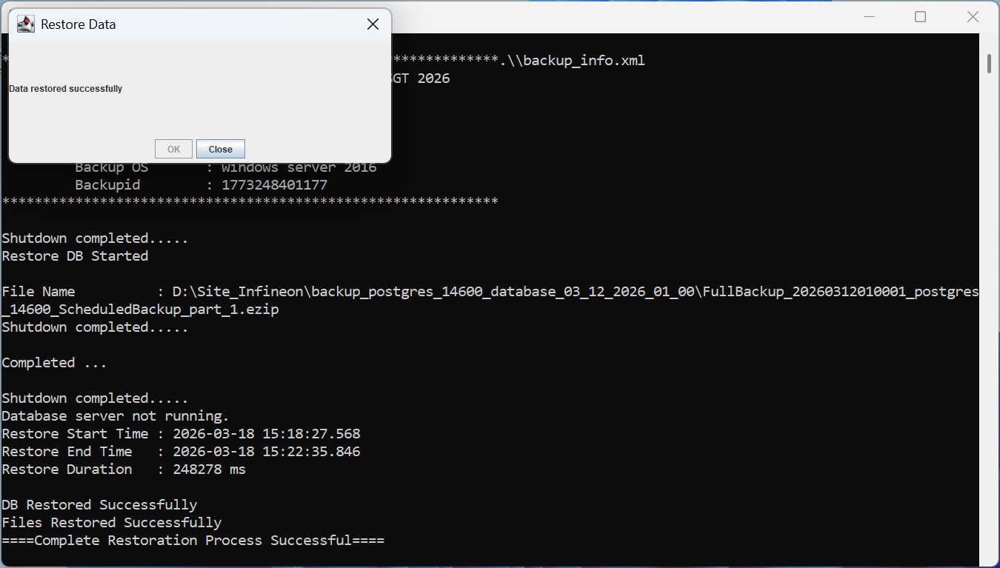 Restore Data
Data restored successfully
OK
Close
*************.\\backup_info.xml
GT 2026
Backup OS : Windows server 2016
Backupid : 1773248401177
*************************************************************
Shutdown completed.....
Restore DB Started
File Name : D:\Site_Infineon\backup_postgres_14600_database_03_12_2026_01_00\FullBackup_20260312010001_postgres
_14600_ScheduledBackup_part_1.ezip
Shutdown completed.....
Completed ...
Shutdown completed.....
Database server not running.
Restore Start Time : 2026-03-18 15:18:27.568
Restore End Time : 2026-03-18 15:22:35.846
Restore Duration : 248278 ms
DB Restored Successfully
Files Restored Successfully
====Complete Restoration Process Successful====